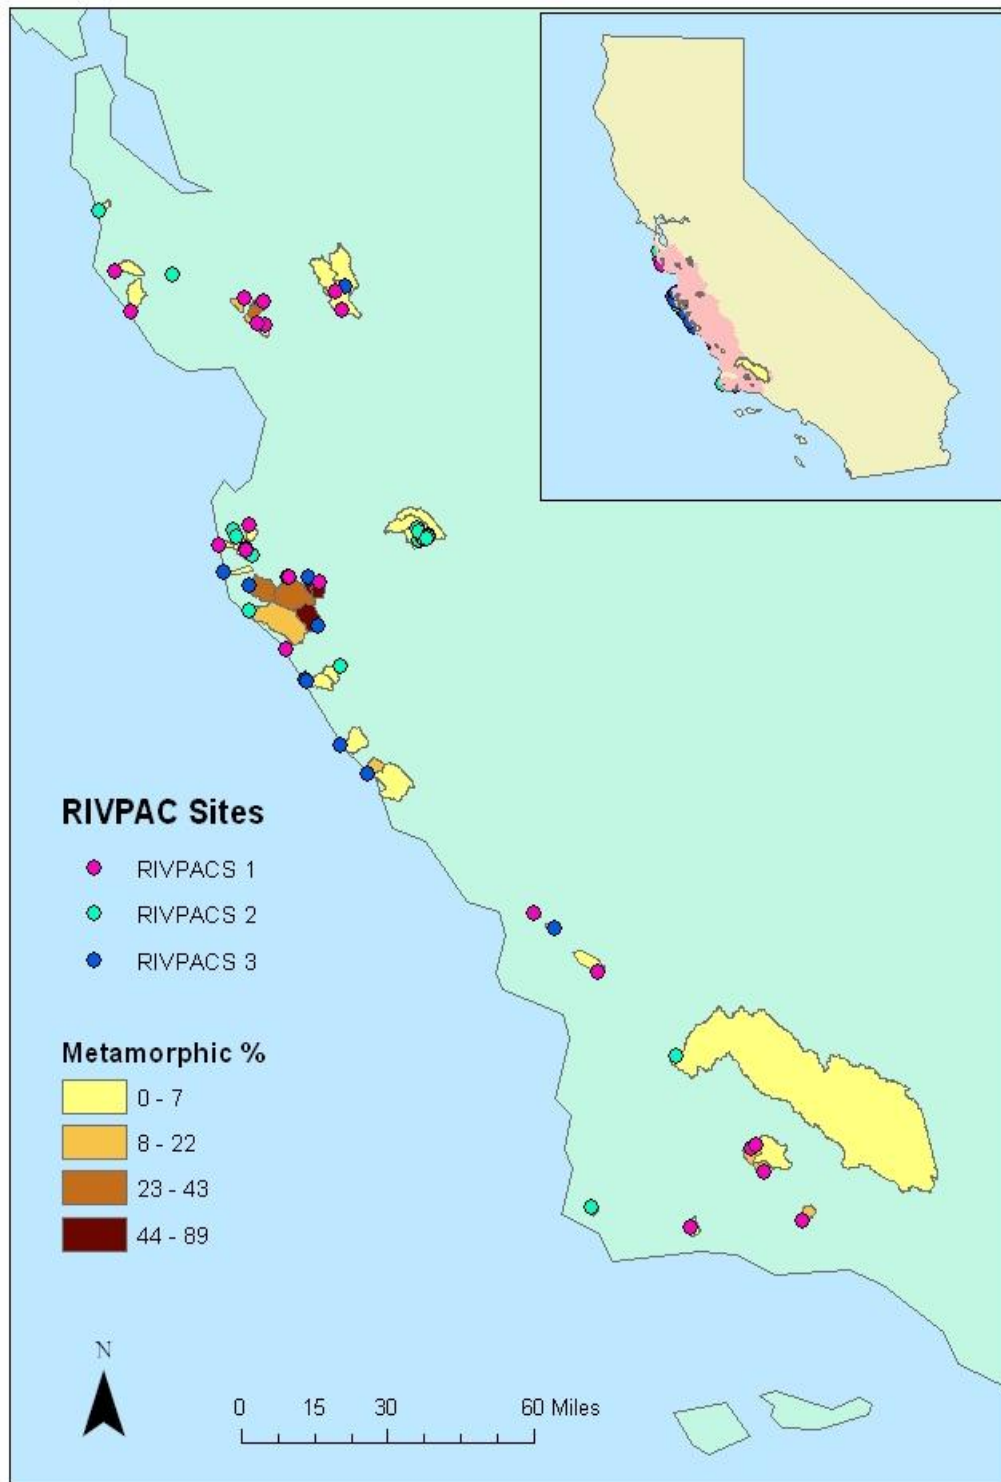 RIVPAC Sites
RIVPACS 1
RIVPACS 2
RIVPACS 3
Metamorphic %
0 - 7
8 - 22
23 - 43
44 - 89
N
0 15 30 60 Miles